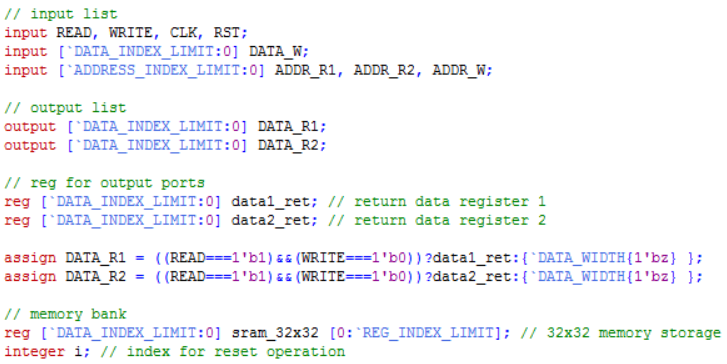 // input list
input READ, WRITE, CLK, RST;
input [`DATA_INDEX_LIMIT:0] DATA_W;
input [`ADDRESS_INDEX_LIMIT:0] ADDR_R1, ADDR_R2, ADDR_W;
// output list
output [`DATA_INDEX_LIMIT:0] DATA_R1;
output [`DATA_INDEX_LIMIT:0] DATA_R2;
// reg for output ports
reg [`DATA_INDEX_LIMIT:0] data1_ret; // return data register 1
reg [`DATA_INDEX_LIMIT:0] data2_ret; // return data register 2
assign DATA_R1 = ((READ===1'b1)&&(WRITE===1'b0))?data1_ret:{`DATA_WIDTH{1'bz} };
assign DATA_R2 = ((READ===1'b1)&&(WRITE===1'b0))?data2_ret:{`DATA_WIDTH{1'bz} };
// memory bank
reg [`DATA_INDEX_LIMIT:0] sram_32x32 [0:`REG_INDEX_LIMIT]; // 32x32 memory storage
integer i; // index for reset operation